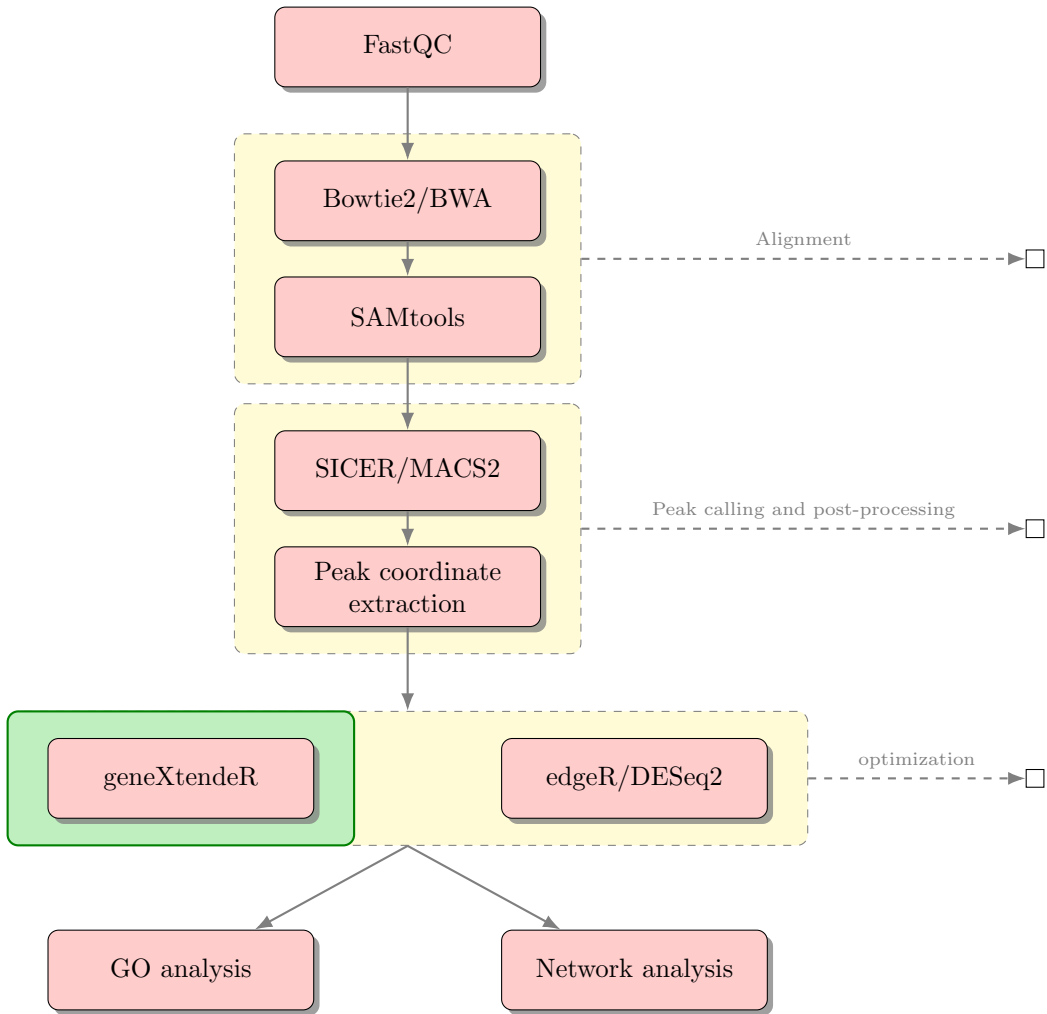 FastQC
Bowtie2/BWA
Alignment
SAMtools
SICER/MACS2
Peak calling and post-processing
Peak coordinate
extraction
geneXtendeR
edgeR/DESeq2
optimization
GO analysis
Network analysis